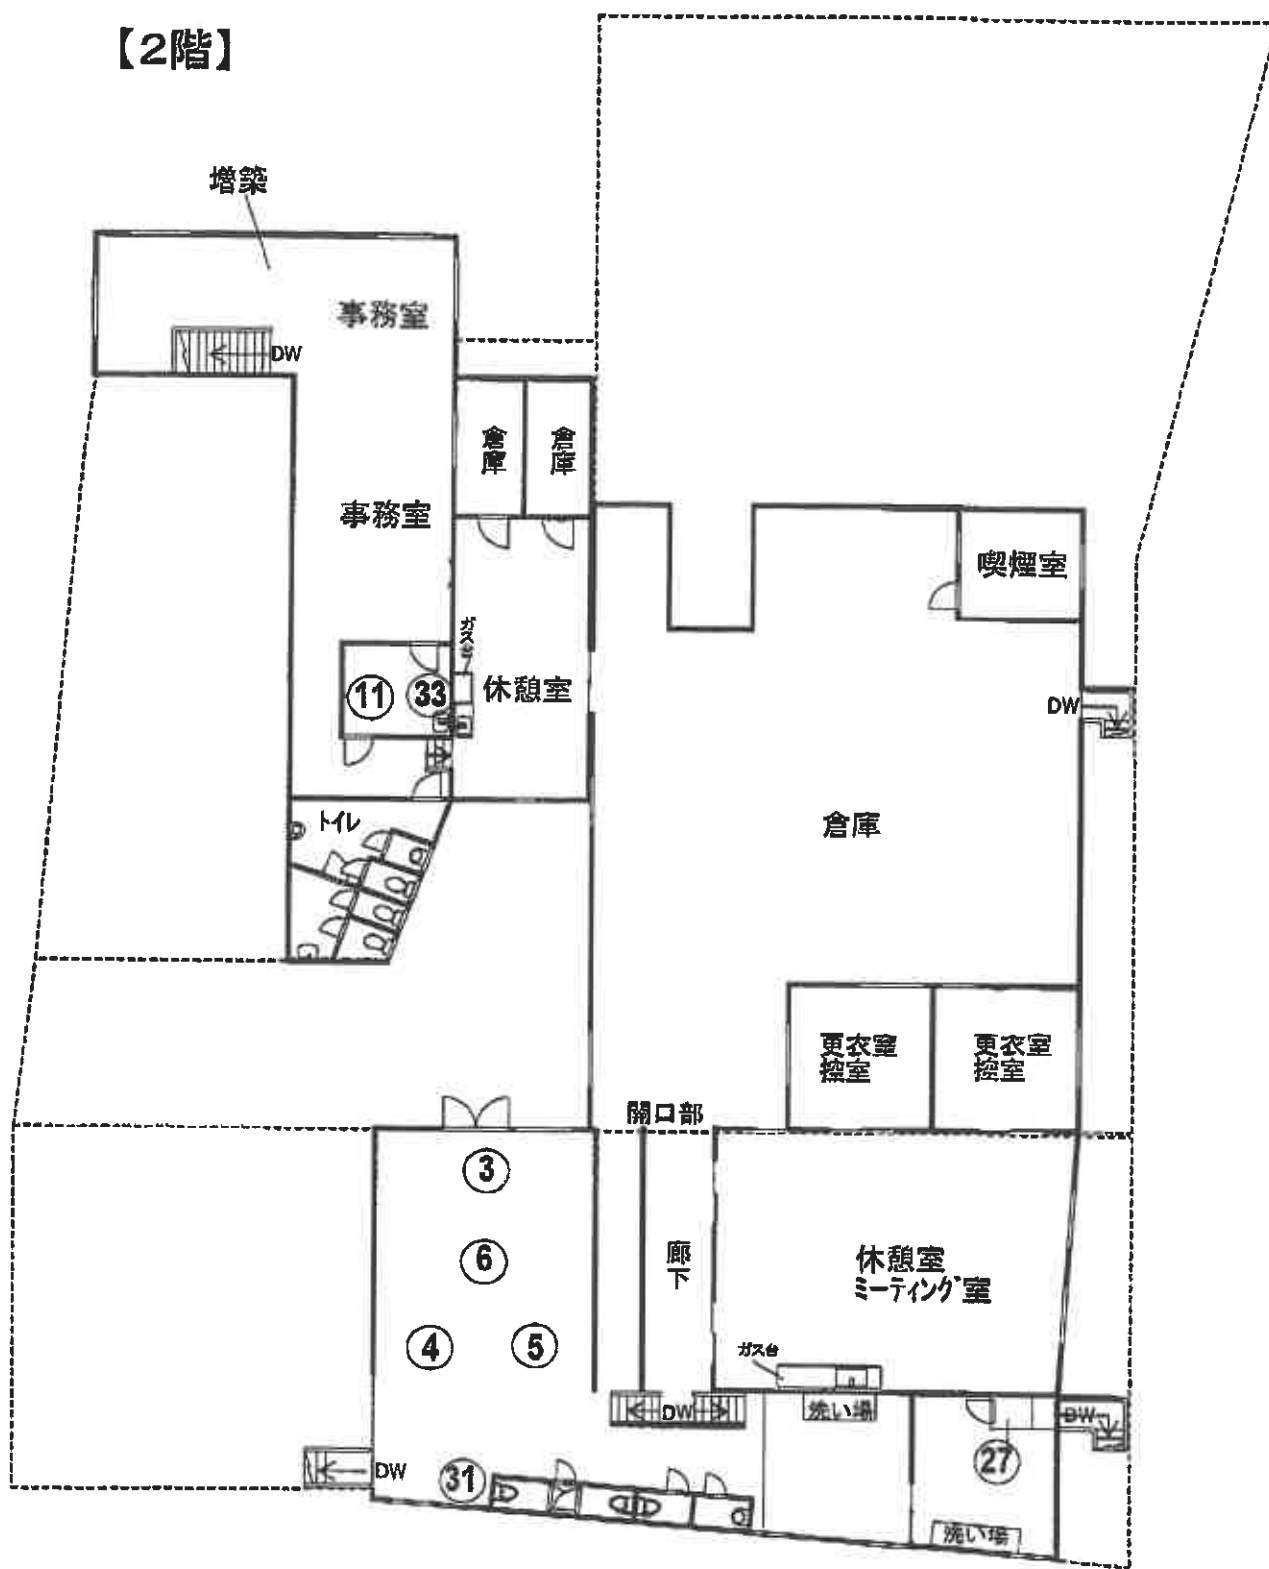 【2階】
増築
事務室
DW
倉庫
倉庫
事務室
喫煙室
ガス台
11
33
休憩室
DW
トイレ
倉庫
更衣室
控室
更衣室
控室
開口部
3
6
廊下
休憩室
ミーティング室
4
5
ガス台
DW
洗い場
DW
31
DW
27
洗い場